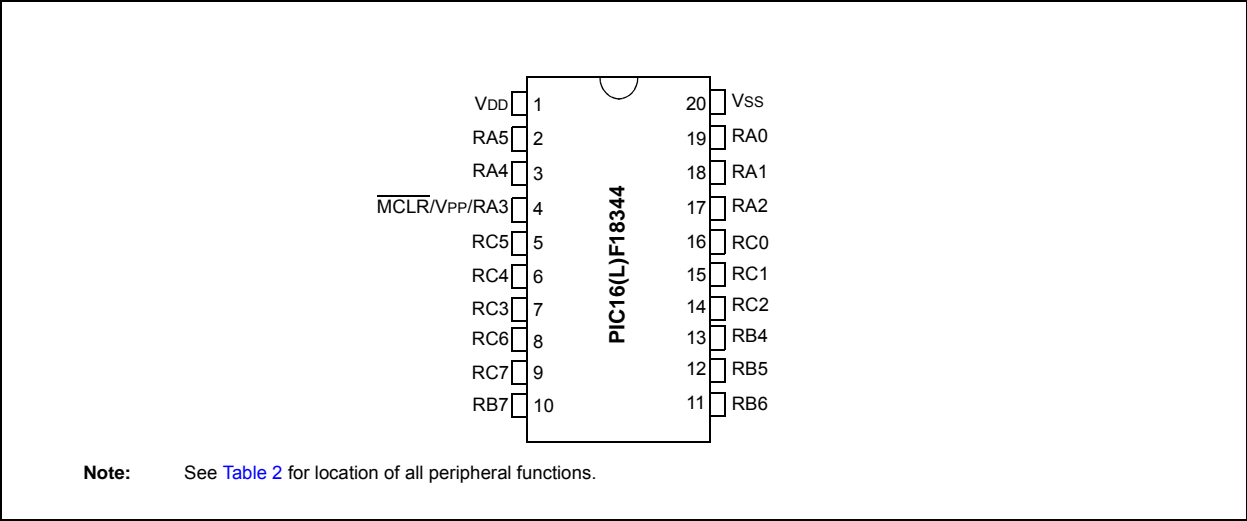 VDD 1 20 VSS
RA5 2 19 RA0
RA4 3 18 RA1
MCLR/VPP/RA3 4 17 RA2
RC5 5 16 RC0
RC4 6 15 RC1
RC3 7 14 RC2
RC6 8 13 RB4
RC7 9 12 RB5
RB7 10 11 RB6
PIC16(L)F18344
Note: See Table 2 for location of all peripheral functions.